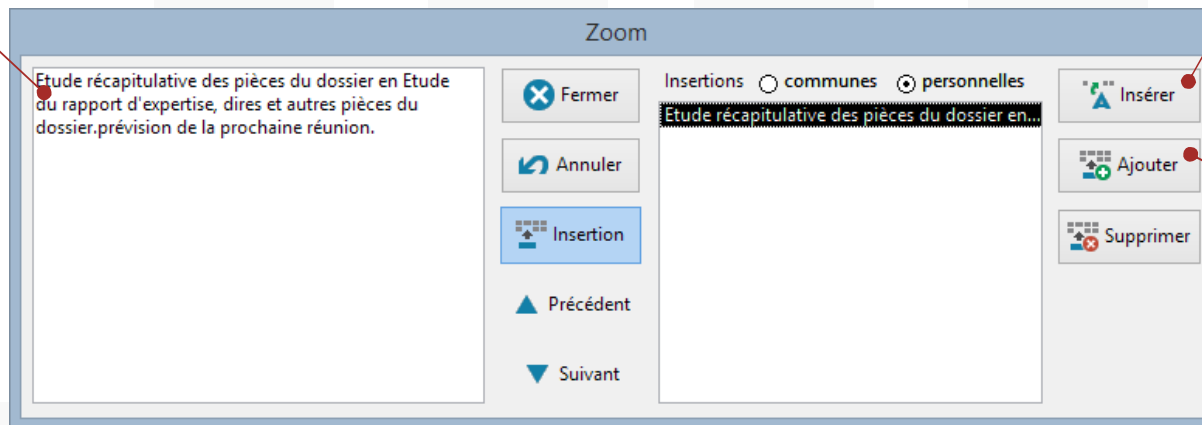 Zoom
Etude récapitulative des pièces du dossier en Etude
du rapport d'expertise, dires et autres pièces du
dossier.prévision de la prochaine réunion.
Fermer
Annuler
Insertion
Précédent
Suivant
Insertions communes personnelles
Etude récapitulative des pièces du dossier en...
Insérer
Ajouter
Supprimer